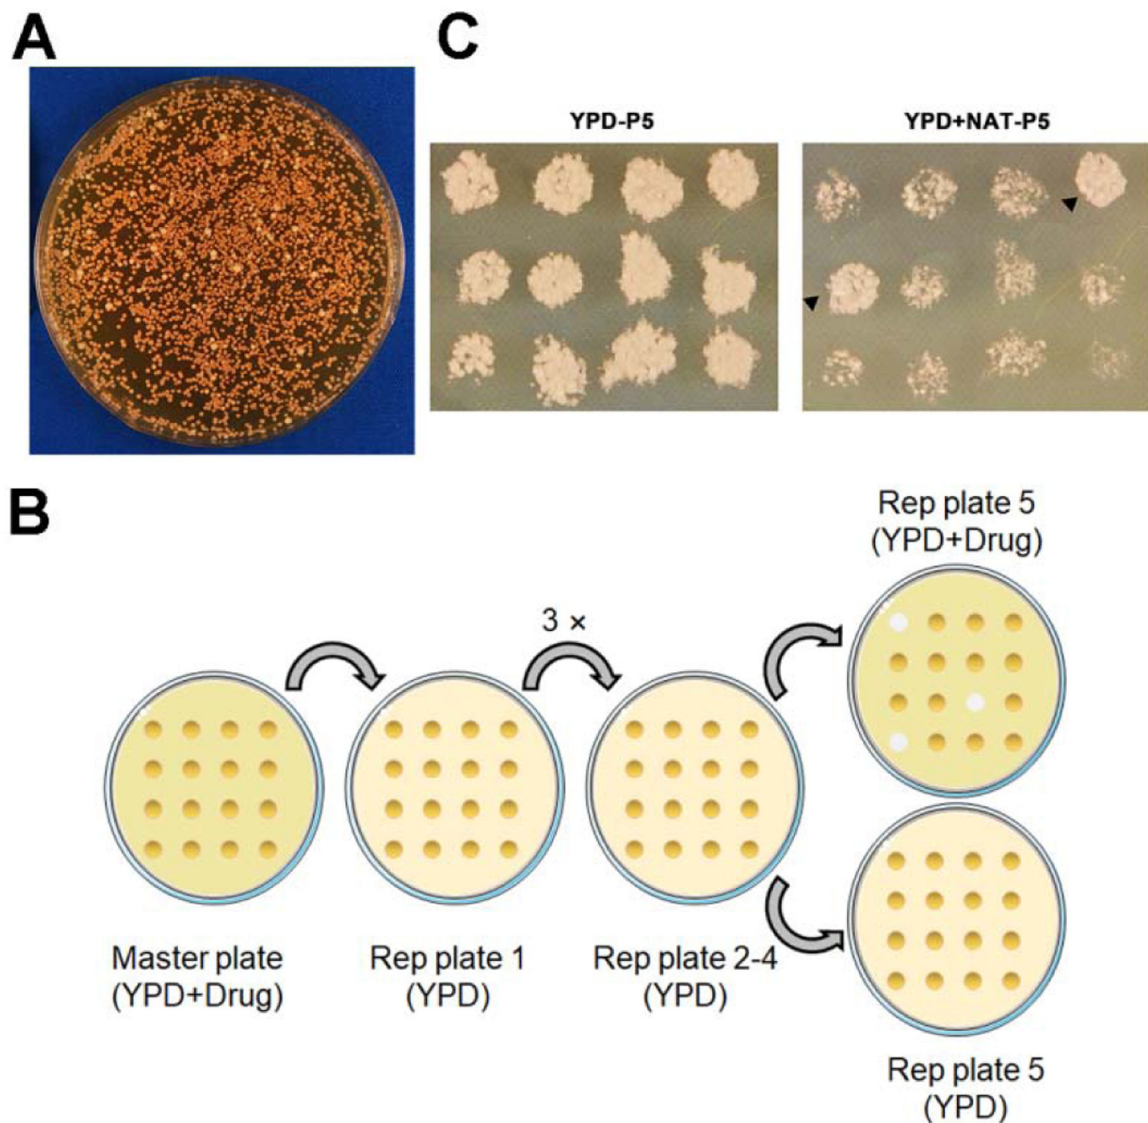 A
C
YPD-P5
YPD+NAT-P5
B
Rep plate 5
(YPD+Drug)
3 ×
Master plate
(YPD+Drug)
Rep plate 1
(YPD)
Rep plate 2-4
(YPD)
Rep plate 5
(YPD)